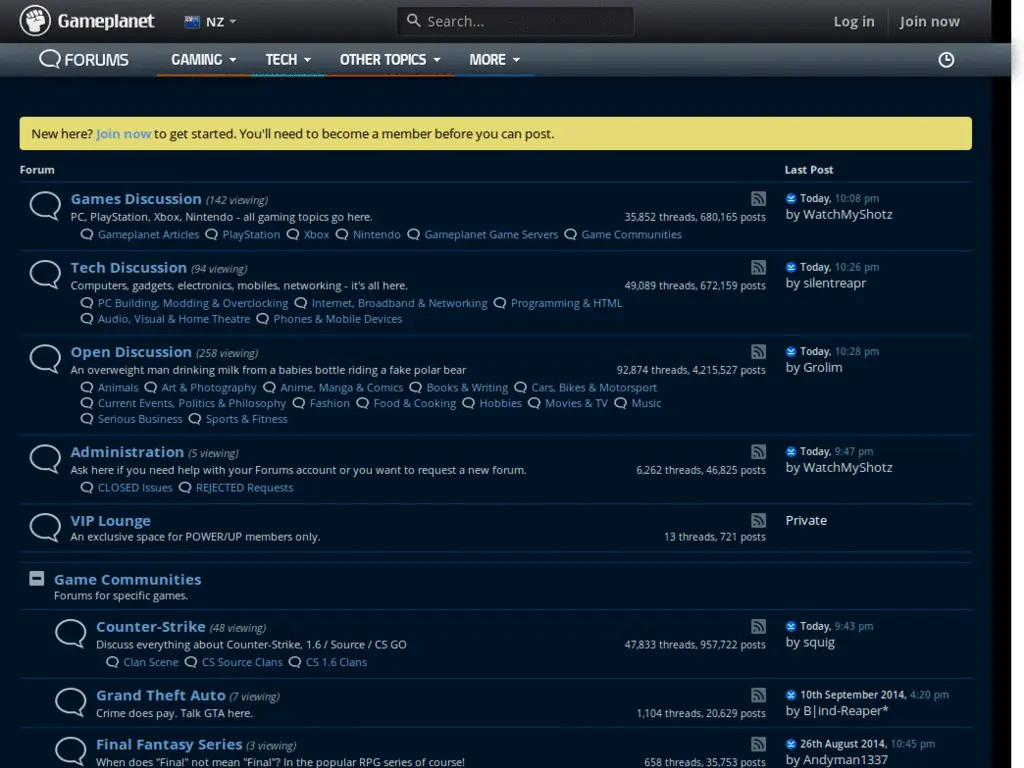 Gameplanet NZ Search... Log in Join now
FORUMS GAMING TECH OTHER TOPICS MORE
New here? Join now to get started. You'll need to become a member before you can post.
Forum Last Post
Games Discussion (142 viewing) Today, 10:08 pm
PC, PlayStation, Xbox, Nintendo - all gaming topics go here. 35,852 threads, 680,165 posts by WatchMyShotz
Gameplanet Articles PlayStation Xbox Nintendo Gameplanet Game Servers Game Communities
Tech Discussion (94 viewing) Today, 10:26 pm
Computers, gadgets, electronics, mobiles, networking - it's all here. 49,089 threads, 672,159 posts by silentreapr
PC Building, Modding & Overclocking Internet, Broadband & Networking Programming & HTML
Audio, Visual & Home Theatre Phones & Mobile Devices
Open Discussion (258 viewing) Today, 10:28 pm
An overweight man drinking milk from a babies bottle riding a fake polar bear 92,874 threads, 4,215,527 posts by Grolim
Animals Art & Photography Anime, Manga & Comics Books & Writing Cars, Bikes & Motorsport
Current Events, Politics & Philosophy Fashion Food & Cooking Hobbies Movies & TV Music
Serious Business Sports & Fitness
Administration (5 viewing) Today, 9:47 pm
Ask here if you need help with your Forums account or you want to request a new forum. 6,262 threads, 46,825 posts by WatchMyShotz
CLOSED Issues REJECTED Requests
VIP Lounge Private
An exclusive space for POWER/UP members only. 13 threads, 721 posts
Game Communities
Forums for specific games.
Counter-Strike (48 viewing) Today, 9:43 pm
Discuss everything about Counter-Strike, 1.6 / Source / CS GO 47,833 threads, 957,722 posts by squig
Clan Scene CS Source Clans CS 1.6 Clans
Grand Theft Auto (7 viewing) 10th September 2014, 4:20 pm
Crime does pay. Talk GTA here. 1,104 threads, 20,629 posts by B|ind-Reaper*
Final Fantasy Series (3 viewing) 26th August 2014, 10:45 pm
When does "Final" not mean "Final"? In the popular RPG series of course! 658 threads, 35,753 posts by Andyman1337